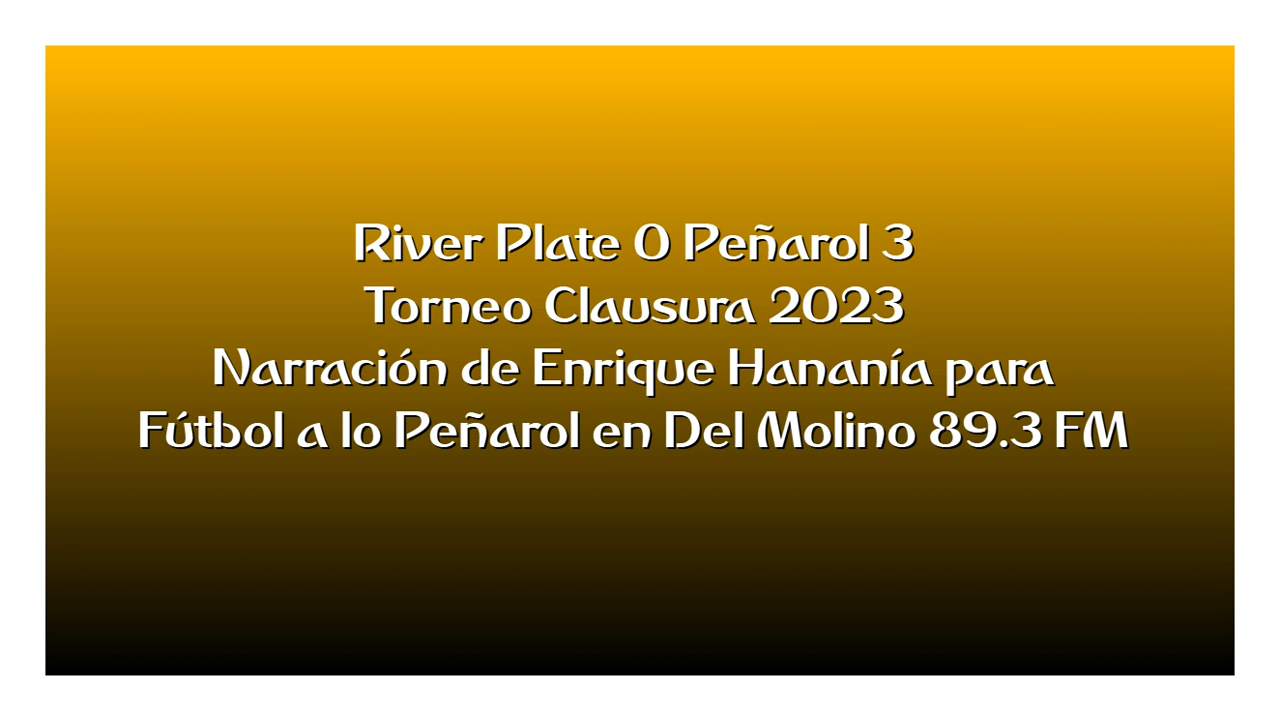 River Plate 0 Peñarol 3
Torneo Clausura 2023
Narración de Enrique Hananía para
Fútbol a lo Peñarol en Del Molino 89.3 FM